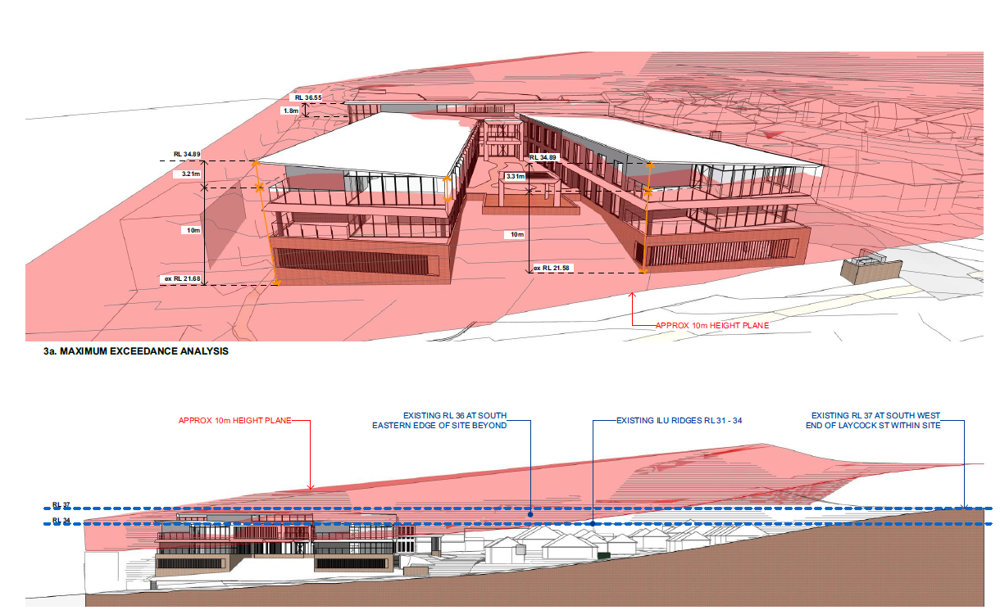 RL 36.55
1.8m
RL 34.89
RL 34.89
3.21m
3.31m
10m
10m
ex RL 21.58
ex RL 21.68
APPROX 10m HEIGHT PLANE
3a. MAXIMUM EXCEEDANCE ANALYSIS
APPROX 10m HEIGHT PLANE
EXISTING RL 36 AT SOUTH
EASTERN EDGE OF SITE BEYOND
EXISTING ILU RIDGES RL 31 - 34
EXISTING RL 37 AT SOUTH WEST
END OF LAYCOCK ST WITHIN SITE
RL 37
RL 34